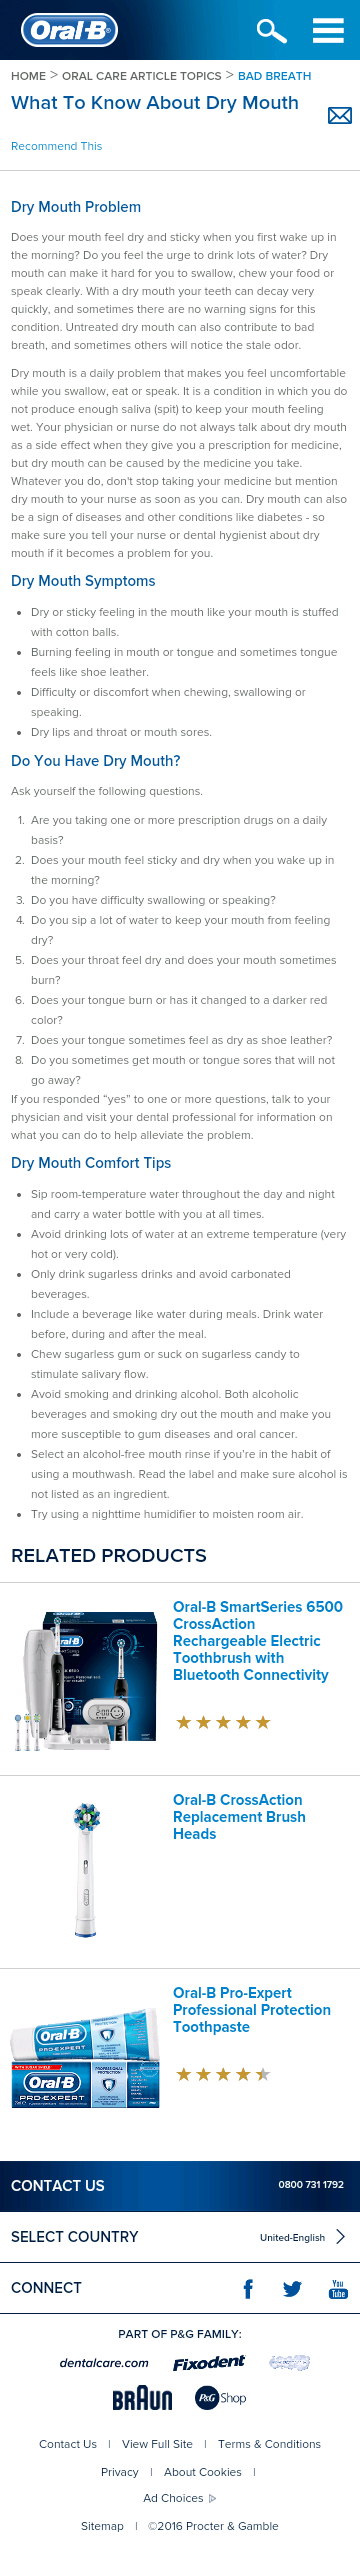 Oral-B
HOME > ORAL CARE ARTICLE TOPICS > BAD BREATH
What To Know About Dry Mouth
Recommend This
Dry Mouth Problem
Does your mouth feel dry and sticky when you first wake up in
the morning? Do you feel the urge to drink lots of water? Dry
mouth can make it hard for you to swallow, chew your food or
speak clearly. With a dry mouth your teeth can decay very
quickly, and sometimes there are no warning signs for this
condition. Untreated dry mouth can also contribute to bad
breath, and sometimes others will notice the stale odor.
Dry mouth is a daily problem that makes you feel uncomfortable
while you swallow, eat or speak. It is a condition in which you do
not produce enough saliva (spit) to keep your mouth feeling
wet. Your physician or nurse do not always talk about dry mouth
as a side effect when they give you a prescription for medicine,
but dry mouth can be caused by the medicine you take.
Whatever you do, don't stop taking your medicine but mention
dry mouth to your nurse as soon as you can. Dry mouth can also
be a sign of diseases and other conditions like diabetes - so
make sure you tell your nurse or dental hygienist about dry
mouth if it becomes a problem for you.
Dry Mouth Symptoms
• Dry or sticky feeling in the mouth like your mouth is stuffed
with cotton balls.
• Burning feeling in mouth or tongue and sometimes tongue
feels like shoe leather.
• Difficulty or discomfort when chewing, swallowing or
speaking.
• Dry lips and throat or mouth sores.
Do You Have Dry Mouth?
Ask yourself the following questions.
1. Are you taking one or more prescription drugs on a daily
basis?
2. Does your mouth feel sticky and dry when you wake up in
the morning?
3. Do you have difficulty swallowing or speaking?
4. Do you sip a lot of water to keep your mouth from feeling
dry?
5. Does your throat feel dry and does your mouth sometimes
burn?
6. Does your tongue burn or has it changed to a darker red
color?
7. Does your tongue sometimes feel as dry as shoe leather?
8. Do you sometimes get mouth or tongue sores that will not
go away?
If you responded “yes” to one or more questions, talk to your
physician and visit your dental professional for information on
what you can do to help alleviate the problem.
Dry Mouth Comfort Tips
• Sip room-temperature water throughout the day and night
and carry a water bottle with you at all times.
• Avoid drinking lots of water at an extreme temperature (very
hot or very cold).
• Only drink sugarless drinks and avoid carbonated
beverages.
• Include a beverage like water during meals. Drink water
before, during and after the meal.
• Chew sugarless gum or suck on sugarless candy to
stimulate salivary flow.
• Avoid smoking and drinking alcohol. Both alcoholic
beverages and smoking dry out the mouth and make you
more susceptible to gum diseases and oral cancer.
• Select an alcohol-free mouth rinse if you’re in the habit of
using a mouthwash. Read the label and make sure alcohol is
not listed as an ingredient.
• Try using a nighttime humidifier to moisten room air.
RELATED PRODUCTS
Oral-B SmartSeries 6500
CrossAction
Rechargeable Electric
Toothbrush with
Bluetooth Connectivity
Oral-B
Oral-B CrossAction
Replacement Brush
Heads
Oral-B Pro-Expert
Professional Protection
Toothpaste
Oral-B
PRO-EXPERT
Oral-B
PRO-EXPERT
CONTACT US
0800 731 1792
SELECT COUNTRY
United-English
CONNECT
You
Tube
PART OF P&G FAMILY:
dentalcare.com
Fixodent
BRAUN
P&G Shop
Contact Us | View Full Site | Terms & Conditions
Privacy | About Cookies |
Ad Choices
Sitemap | ©2016 Procter & Gamble